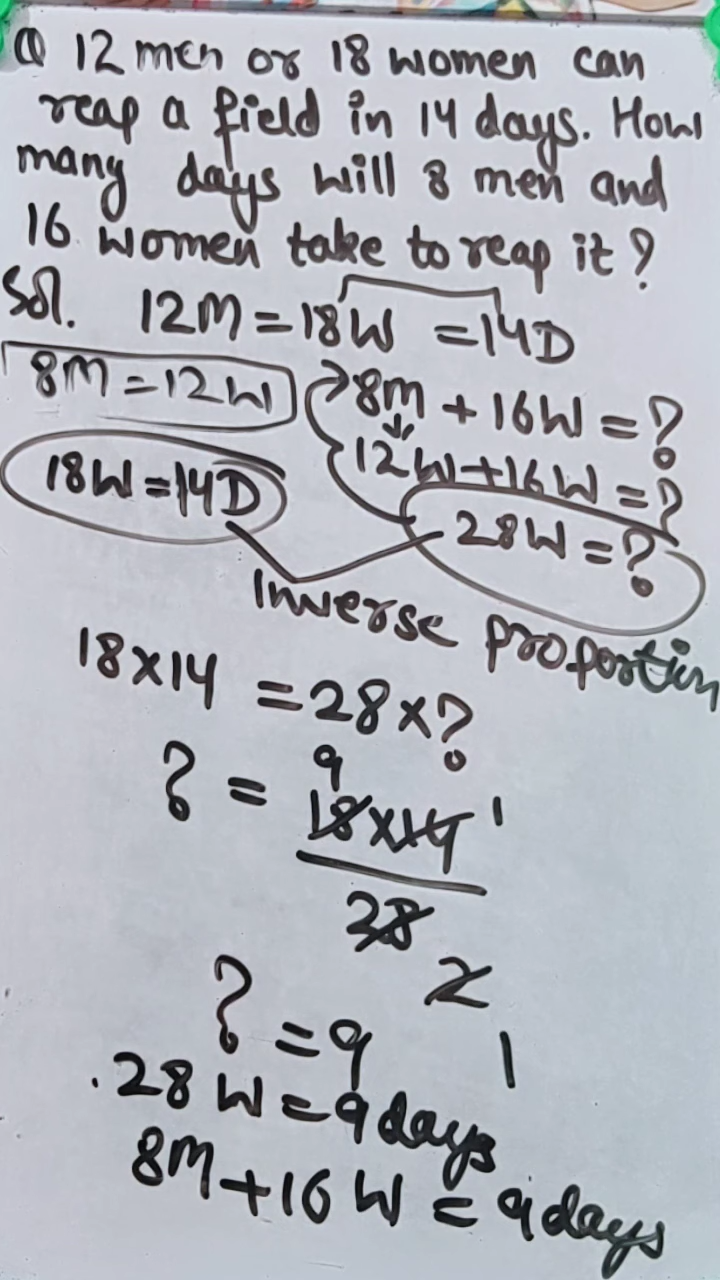 Q 12 men or 18 women can
reap a field in 14 days. How
many days will 8 men and
16 women take to reap it?
Sol. 12M = 18W = 14D
8M = 12W
8M + 16W = ?
12W + 16W = ?
18W = 14D
28W = ?
Inverse proportion
18 × 14 = 28 × ?
9
? = 18 × 14 1
28
2
? = 9 1
.28 W = 9 days
8M + 16 W = 9 days